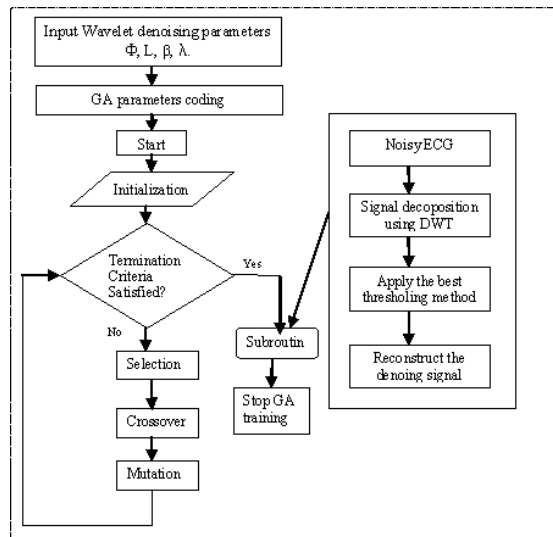 Input Wavelet denoising parameters
Φ, L, β, λ.
GA parameters coding
Start
Initialization
Termination
Criteria
Satisfied?
Yes
No
Selection
Crossover
Mutation
Subroutin
Stop GA
training
NoisyECG
Signal decoposition
using DWT
Apply the best
thresholing method
Reconstruct the
denoing signal